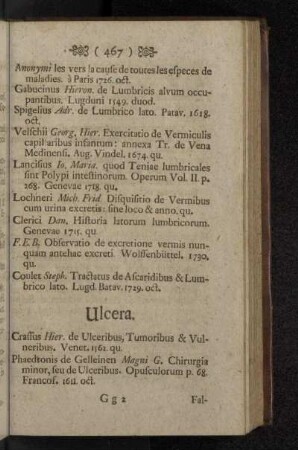 ( 467 )
Anonymi les vers la cause de toutes les especes de
maladies. à Paris 1726. oct.
Gabucinus Hieron. de Lumbricis alvum occu-
pantibus. Lugduni 1549. duod.
Spigelius Adr. de Lumbrico lato. Patav. 1618.
oct.
Velschii Georg. Hier. Exercitatio de Vermiculis
capillaribus infantum: annexa Tr. de Vena
Medinensi. Aug. Vindel. 1674. qu.
Lancisius Io. Maria. quod Teniae lumbricales
sint Polypi intestinorum. Operum Vol. II. p.
268. Genevae 1718. qu.
Lochneri Mich. Frid. Disquisitio de Vermibus
cum urina excretis: sine loco & anno. qu.
Clerici Dan. Historia latorum lumbricorum.
Genevae 1715. qu.
F. E. B. Observatio de excretione vermis nun-
quam antehac excreti. Wolffenbüttel. 1730.
qu.
Coulet Steph. Tractatus de Ascaridibus & Lum-
brico lato. Lugd. Batav. 1729. oct.
Ulcera.
Crassus Hier. de Ulceribus, Tumoribus & Vul-
neribus. Venet. 1562. qu.
Phaedtonis de Gelleinen Magni G. Chirurgia
minor, seu de Ulceribus. Opusculorum p. 68.
Francof. 1611. oct.
G g 2 Fal-